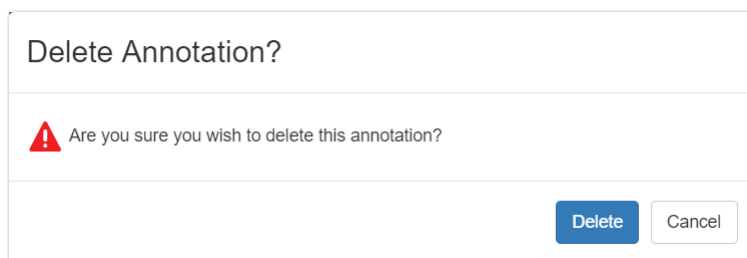 Delete Annotation?
Are you sure you wish to delete this annotation?
Delete Cancel